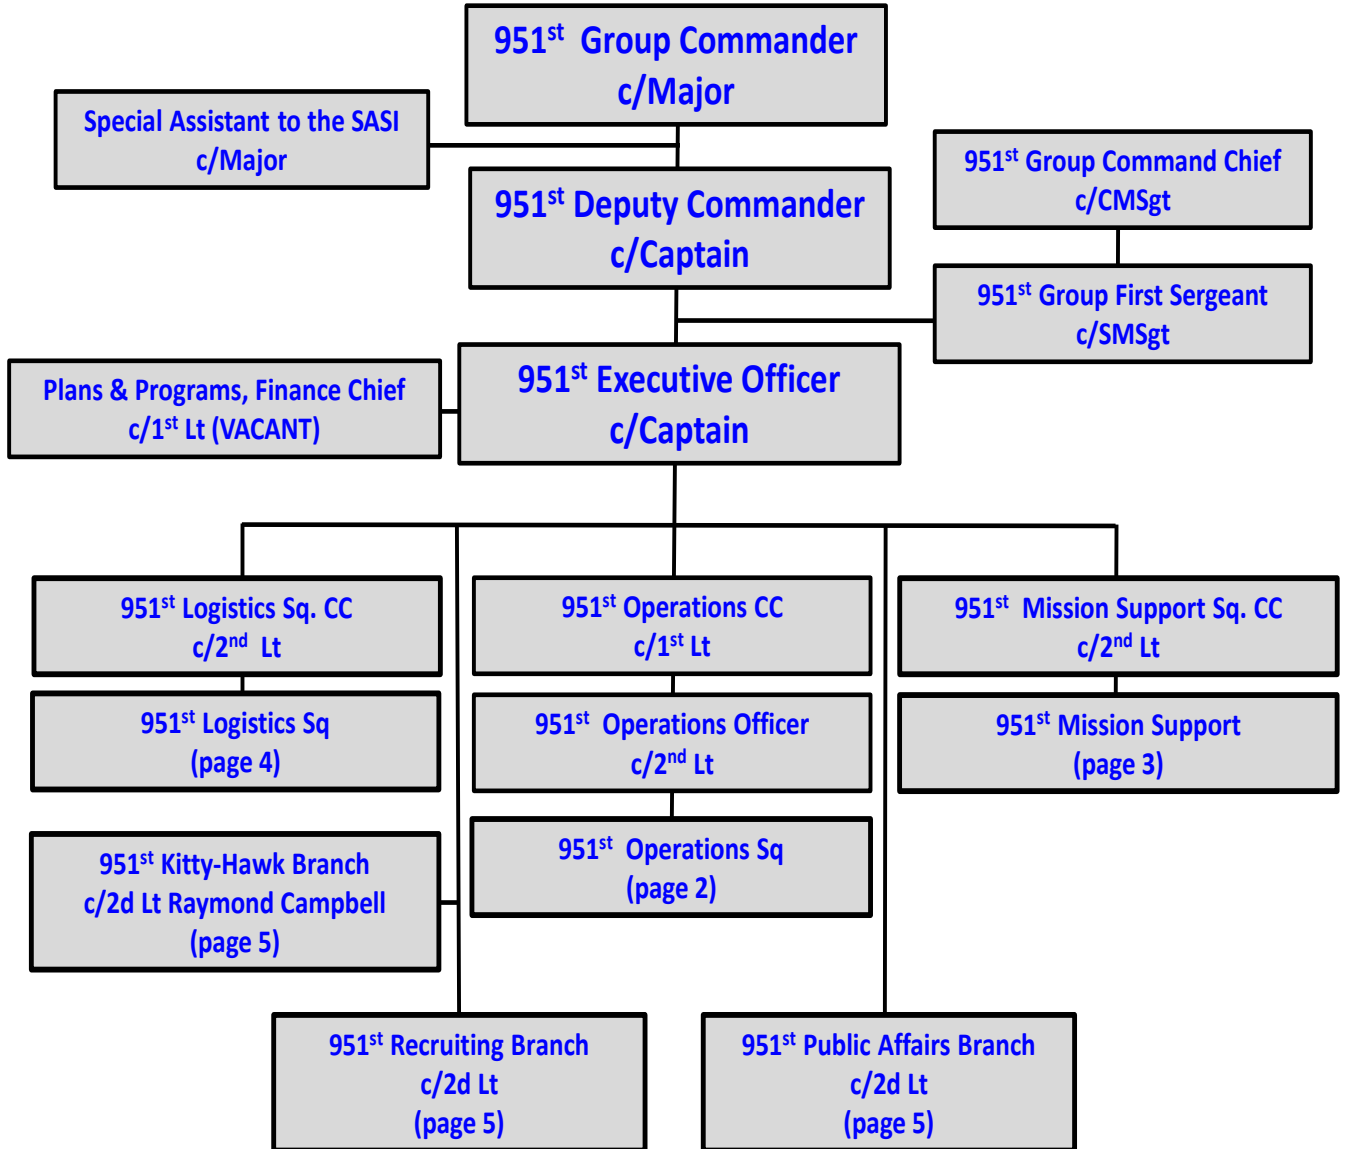 951st Group Commander
c/Major
Special Assistant to the SASI
c/Major
951st Group Command Chief
c/CMSgt
951st Deputy Commander
c/Captain
951st Group First Sergeant
c/SMSgt
Plans & Programs, Finance Chief
c/1st Lt (VACANT)
951st Executive Officer
c/Captain
951st Logistics Sq. CC
c/2nd Lt
951st Operations CC
c/1st Lt
951st Mission Support Sq. CC
c/2nd Lt
951st Logistics Sq
(page 4)
951st Operations Officer
c/2nd Lt
951st Mission Support
(page 3)
951st Kitty-Hawk Branch
c/2d Lt Raymond Campbell
(page 5)
951st Operations Sq
(page 2)
951st Recruiting Branch
c/2d Lt
(page 5)
951st Public Affairs Branch
c/2d Lt
(page 5)